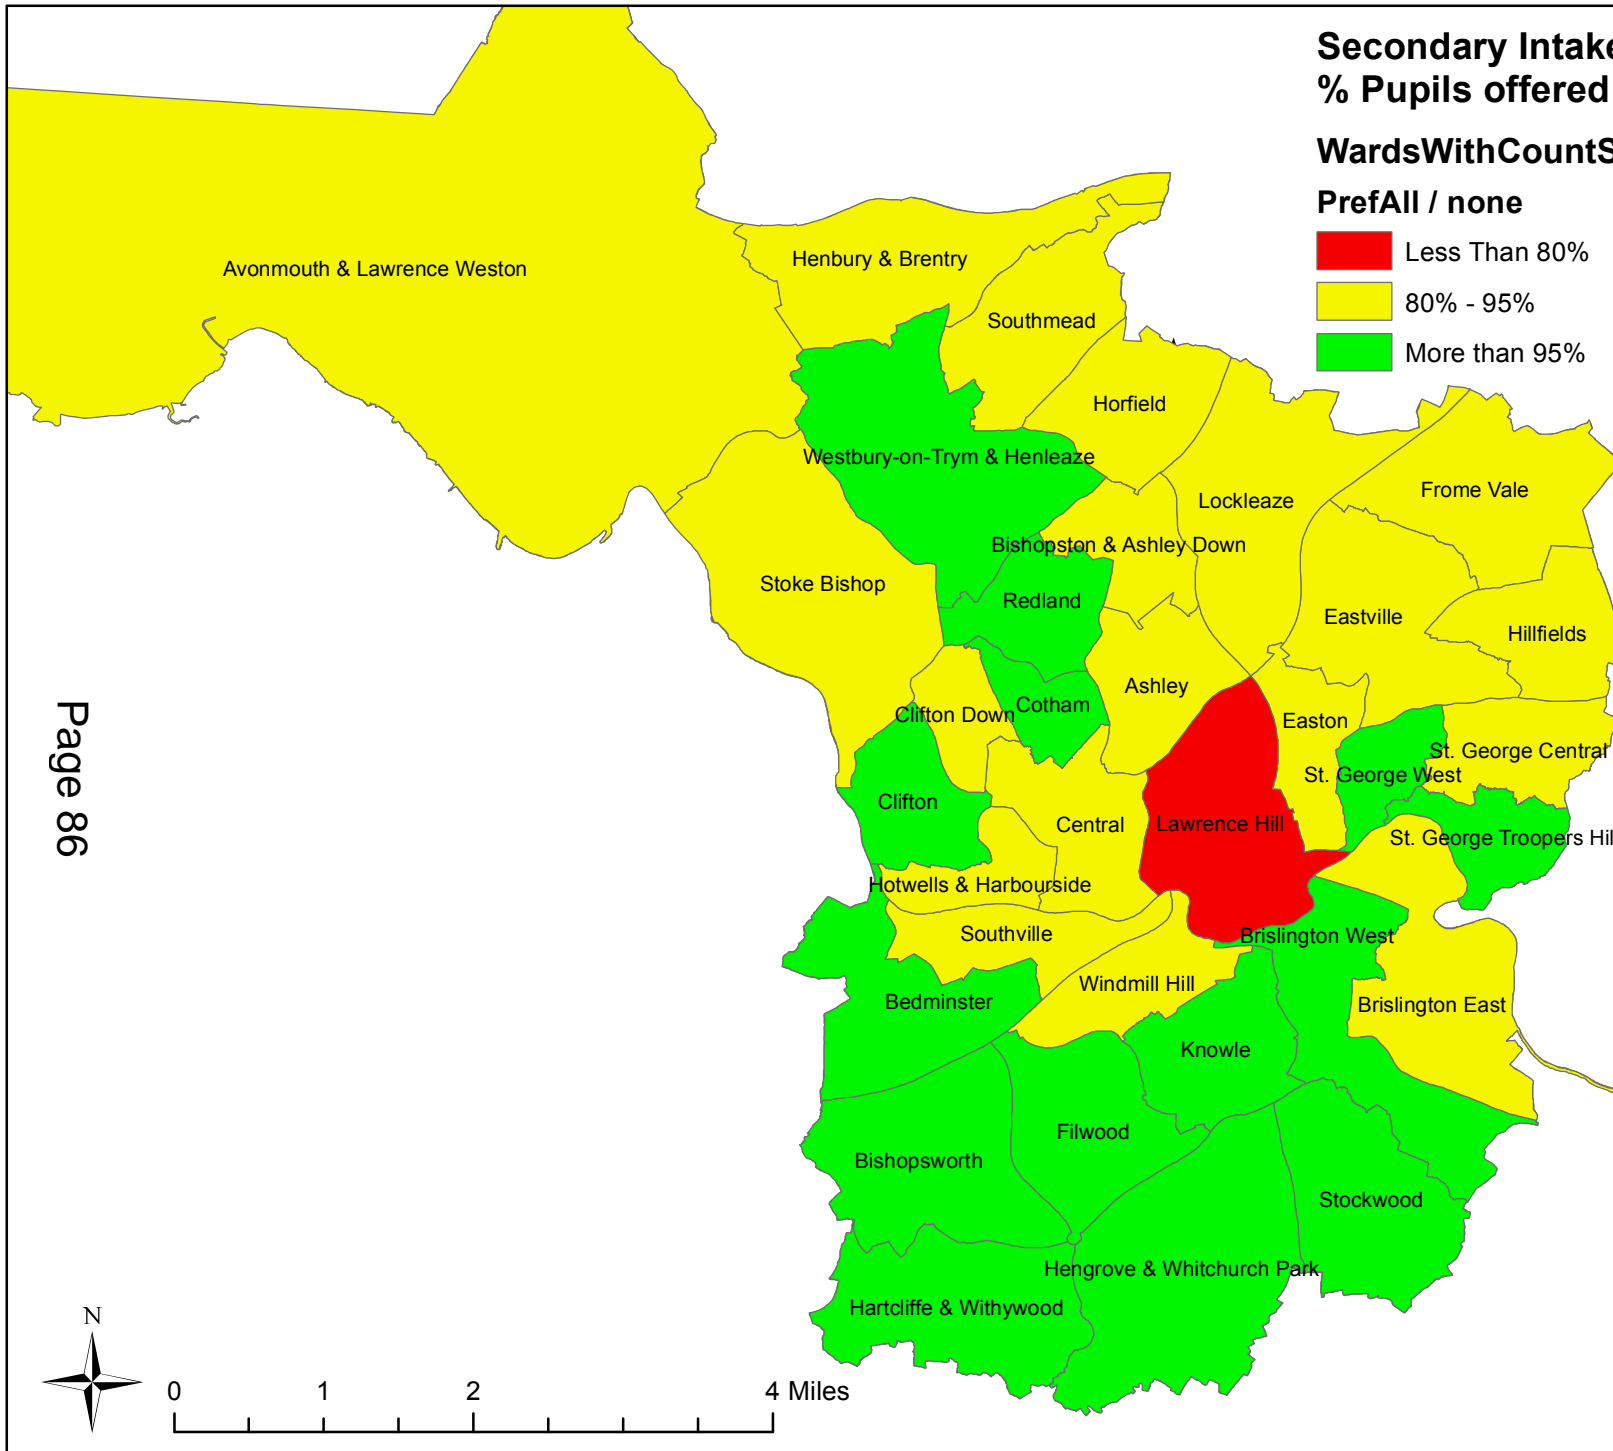 Secondary Intake
% Pupils offered
WardsWithCountS
PrefAll / none
Less Than 80%
80% - 95%
More than 95%
Avonmouth & Lawrence Weston
Henbury & Brentry
Southmead
Horfield
Westbury-on-Trym & Henleaze
Lockleaze
Frome Vale
Bishopston & Ashley Down
Stoke Bishop
Redland
Eastville
Hillfields
Ashley
Cotham
Clifton Down
Easton
St. George Central
St. George West
Clifton
Central
Lawrence Hill
St. George Troopers Hil
Hotwells & Harbourside
Southville
Brislington West
Windmill Hill
Bedminster
Brislington East
Knowle
Filwood
Bishopsworth
Stockwood
Hengrove & Whitchurch Park
Hartcliffe & Withywood
Page 86
N
0 1 2 4 Miles